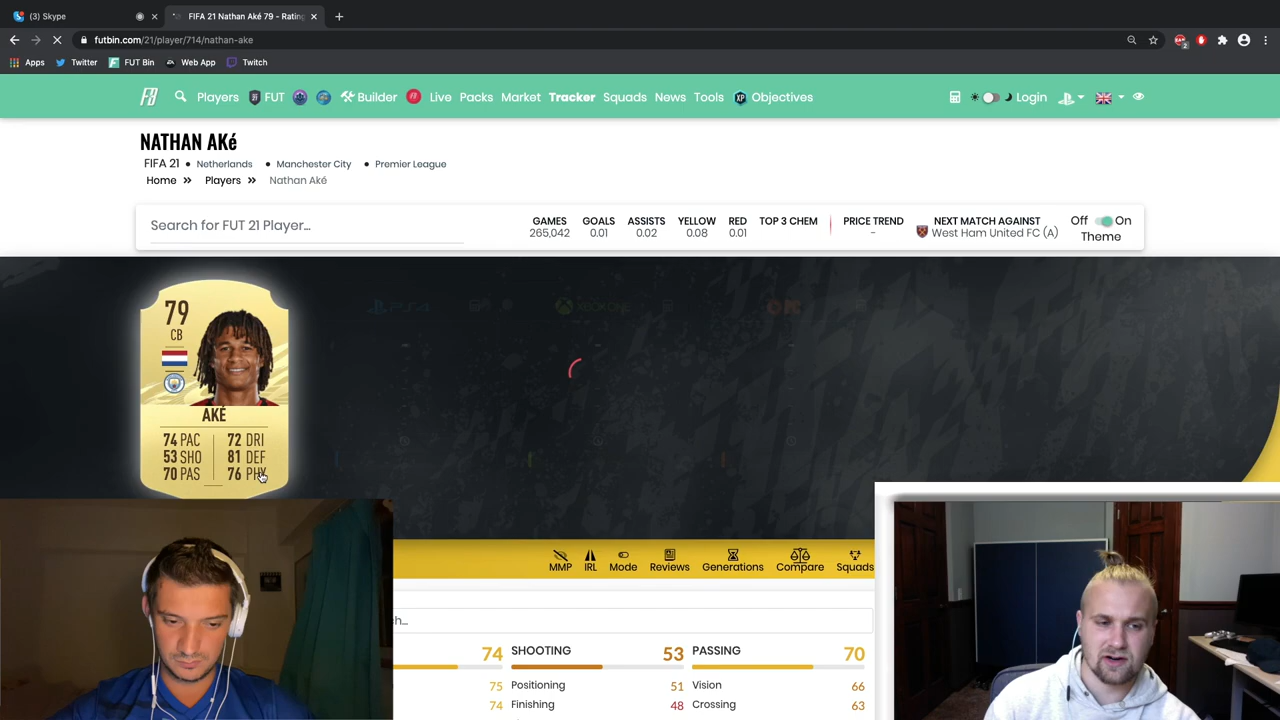 (3) Skype
FIFA 21 Nathan Aké 79 - Rating
futbin.com/21/player/714/nathan-ake
Apps Twitter FUT Bin Web App Twitch
Players FUT Builder Live Packs Market Tracker Squads News Tools XP Objectives Login
NATHAN AKé
FIFA 21 • Netherlands • Manchester City • Premier League
Home » Players » Nathan Aké
Search for FUT 21 Player...
GAMES GOALS ASSISTS YELLOW RED TOP 3 CHEM PRICE TREND NEXT MATCH AGAINST
265,042 0.01 0.02 0.08 0.01 - West Ham United FC (A)
Off On
Theme
PS4 XBOX ONE
79
CB
AKÉ
74 PAC 72 DRI
53 SHO 81 DEF
70 PAS 76 PHY
MMP IRL Mode Reviews Generations Compare Squads
ch...
74 SHOOTING 53 PASSING 70
75 Positioning 51 Vision 66
74 Finishing 48 Crossing 63